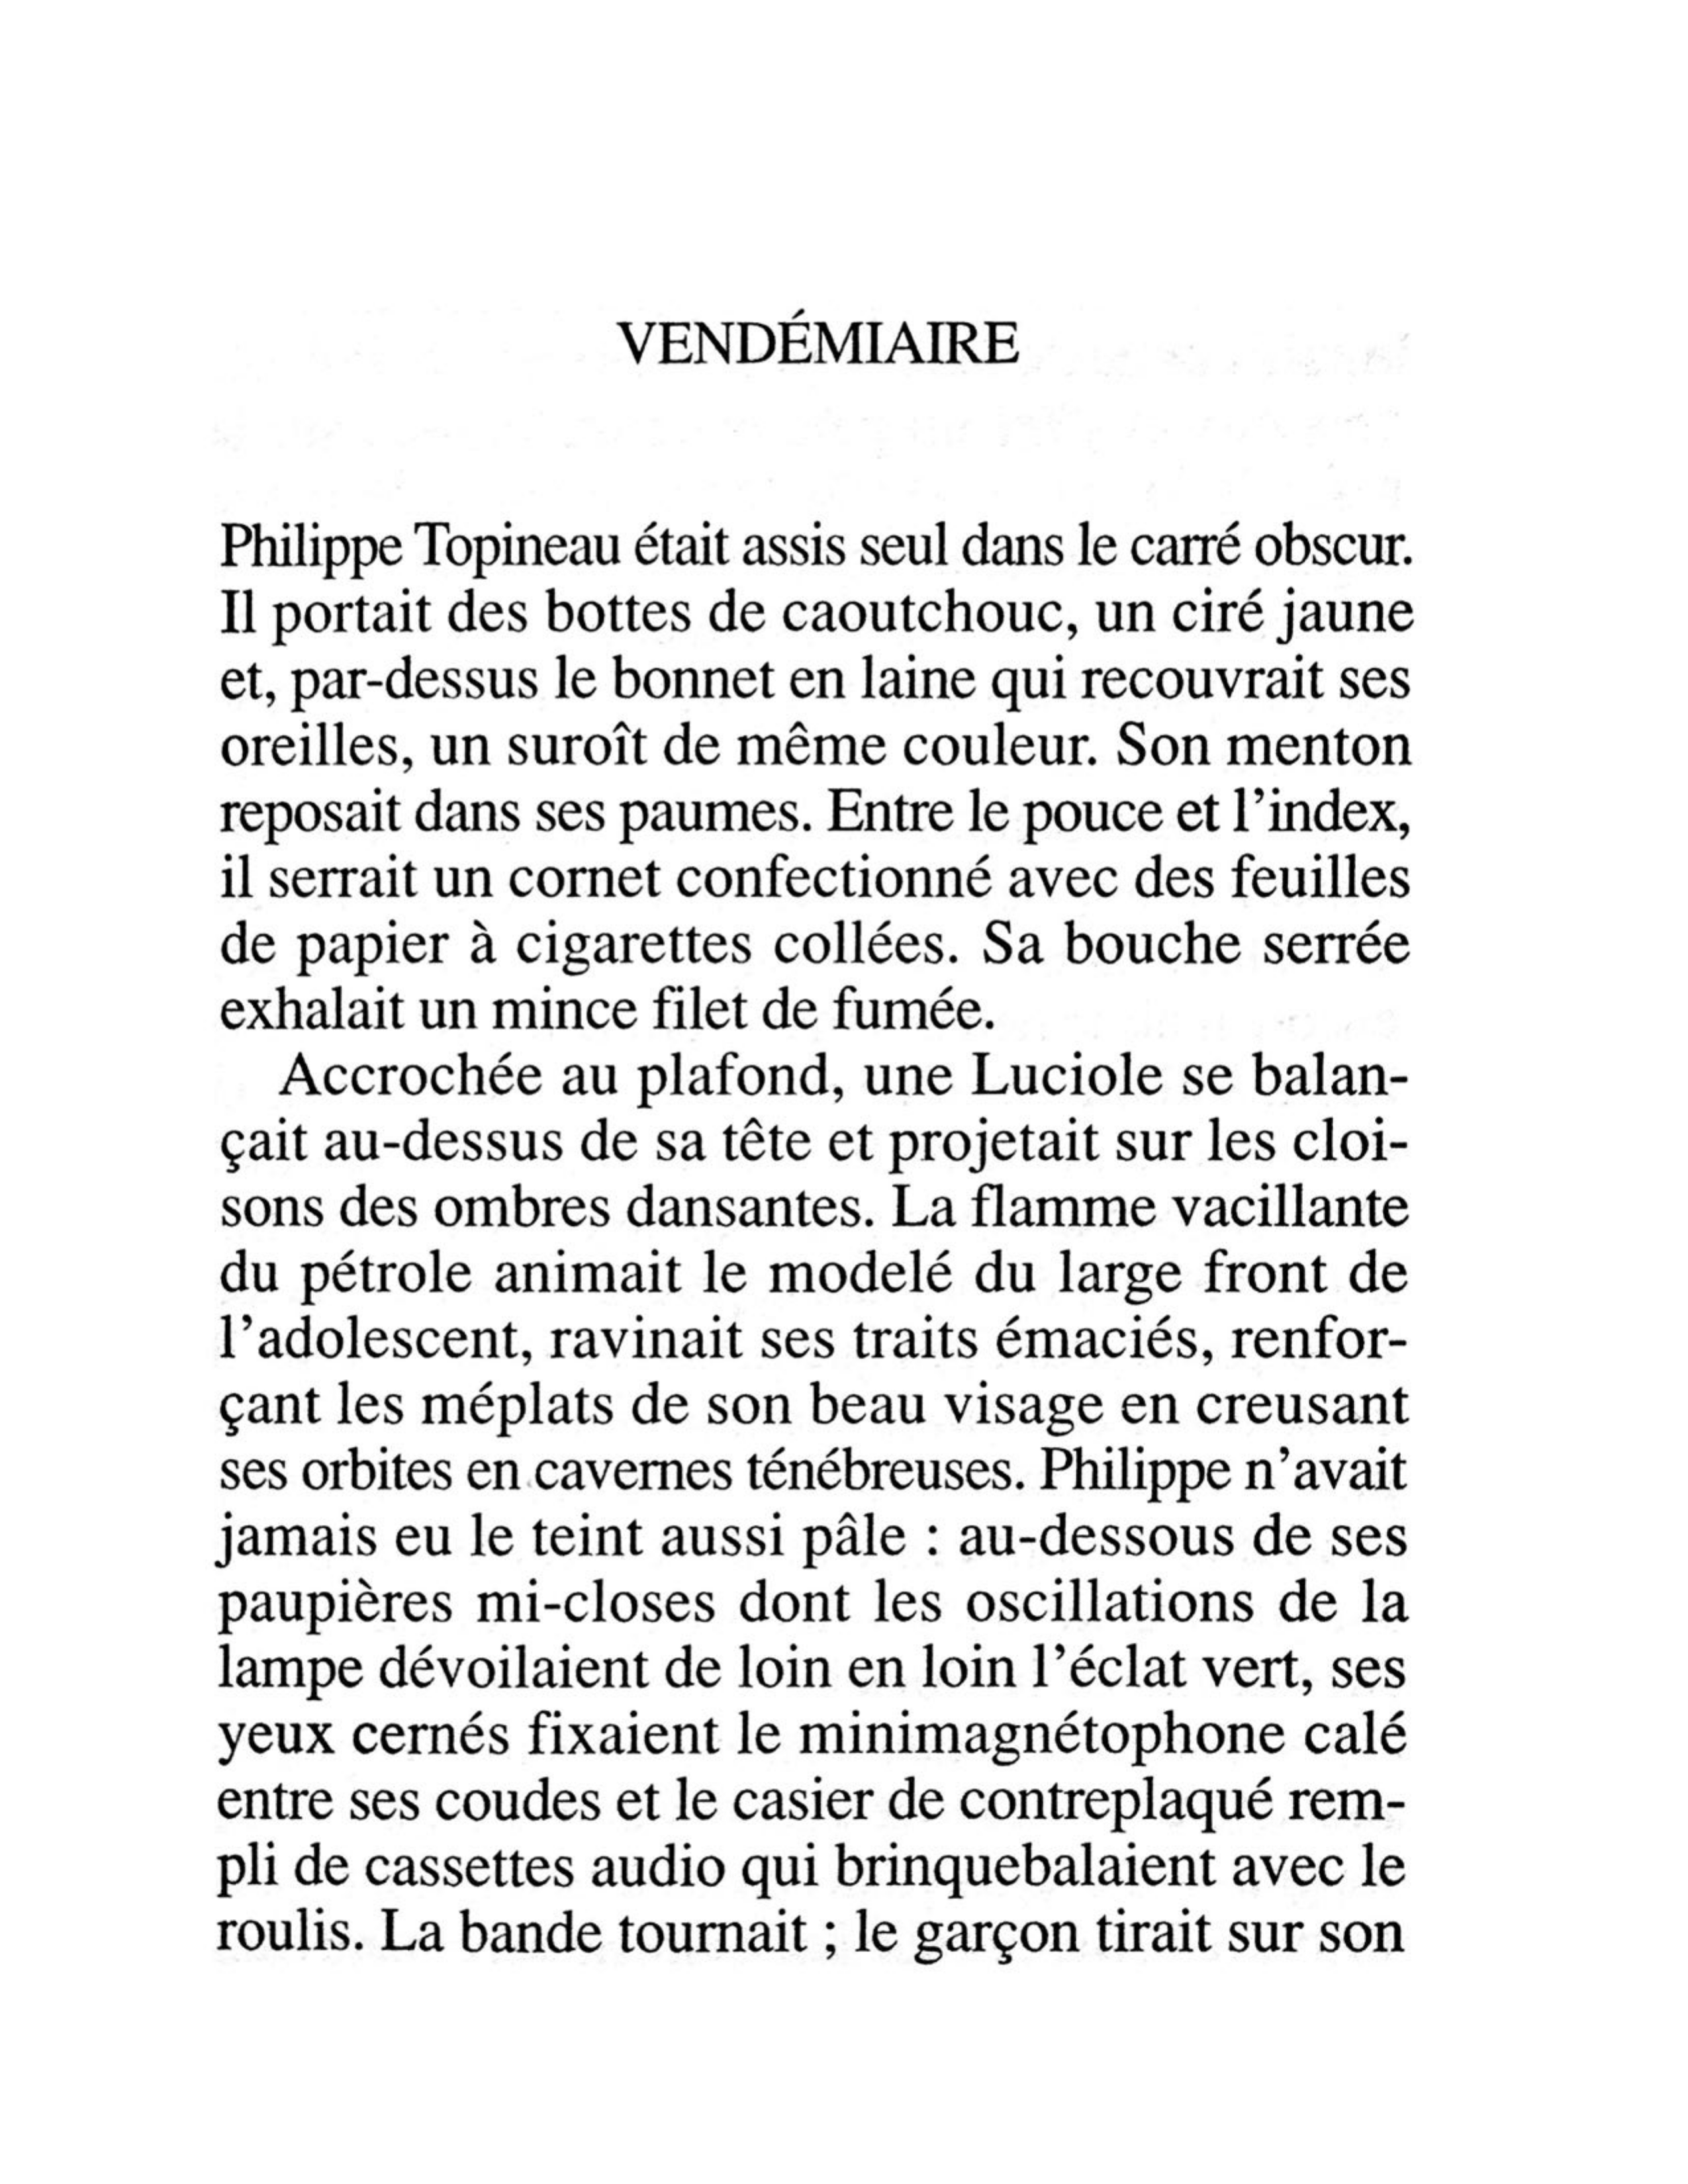 VENDÉMIAIRE
Philippe Topineau était assis seul dans le carré obscur.
Il portait des bottes de caoutchouc, un ciré jaune
et, par-dessus le bonnet en laine qui recouvrait ses
oreilles, un suroît de même couleur. Son menton
reposait dans ses paumes. Entre le pouce et l'index,
il serrait un cornet confectionné avec des feuilles
de papier à cigarettes collées. Sa bouche serrée
exhalait un mince filet de fumée.
Accrochée au plafond, une Luciole se balan-
çait au-dessus de sa tête et projetait sur les cloi-
sons des ombres dansantes. La flamme vacillante
du pétrole animait le modelé du large front de
l'adolescent, ravinait ses traits émaciés, renfor-
çant les méplats de son beau visage en creusant
ses orbites en cavernes ténébreuses. Philippe n'avait
jamais eu le teint aussi pâle : au-dessous de ses
paupières mi-closes dont les oscillations de la
lampe dévoilaient de loin en loin l'éclat vert, ses
yeux cernés fixaient le minimagnétophone calé
entre ses coudes et le casier de contreplaqué rem-
pli de cassettes audio qui brinquebalaient avec le
roulis. La bande tournait ; le garçon tirait sur son